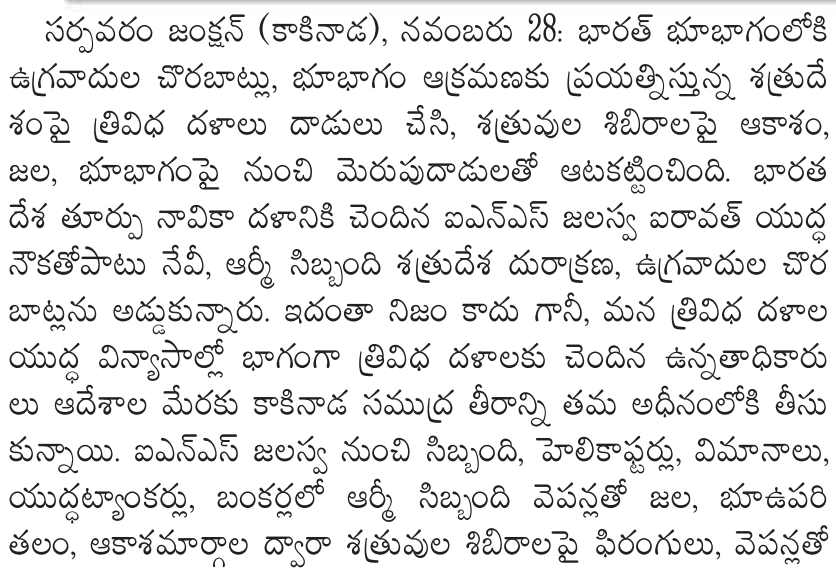 సర్పవరం జంక్షన్ (కాకినాడ), నవంబరు 28: భారత్ భూభాగంలోకి
ఉగ్రవాదుల చొరబాట్లు, భూభాగం ఆక్రమణకు ప్రయత్నిస్తున్న శత్రుదే
శంపై త్రివిధ దళాలు దాడులు చేసి, శత్రువుల శిబిరాలపై ఆకాశం,
జల, భూభాగంపై నుంచి మెరుపుదాడులతో ఆటకట్టించింది. భారత
దేశ తూర్పు నావికా దళానికి చెందిన ఐఎన్ఎస్ జలస్వ ఐరావత్ యుద్ధ
నౌకతోపాటు నేవీ, ఆర్మీ సిబ్బంది శత్రుదేశ దురాక్రణ, ఉగ్రవాదుల చొర
బాట్లను అడ్డుకున్నారు. ఇదంతా నిజం కాదు గానీ, మన త్రివిధ దళాల
యుద్ధ విన్యాసాల్లో భాగంగా త్రివిధ దళాలకు చెందిన ఉన్నతాధికారు
లు ఆదేశాల మేరకు కాకినాడ సముద్ర తీరాన్ని తమ అధీనంలోకి తీసు
కున్నాయి. ఐఎన్ఎస్ జలస్వ నుంచి సిబ్బంది, హెలికాఫ్టర్లు, విమానాలు,
యుద్ధట్యాంకర్లు, బంకర్లలో ఆర్మీ సిబ్బంది వెపన్లతో జల, భూఉపరి
తలం, ఆకాశమార్గాల ద్వారా శత్రువుల శిబిరాలపై ఫిరంగులు, వెపన్లతో